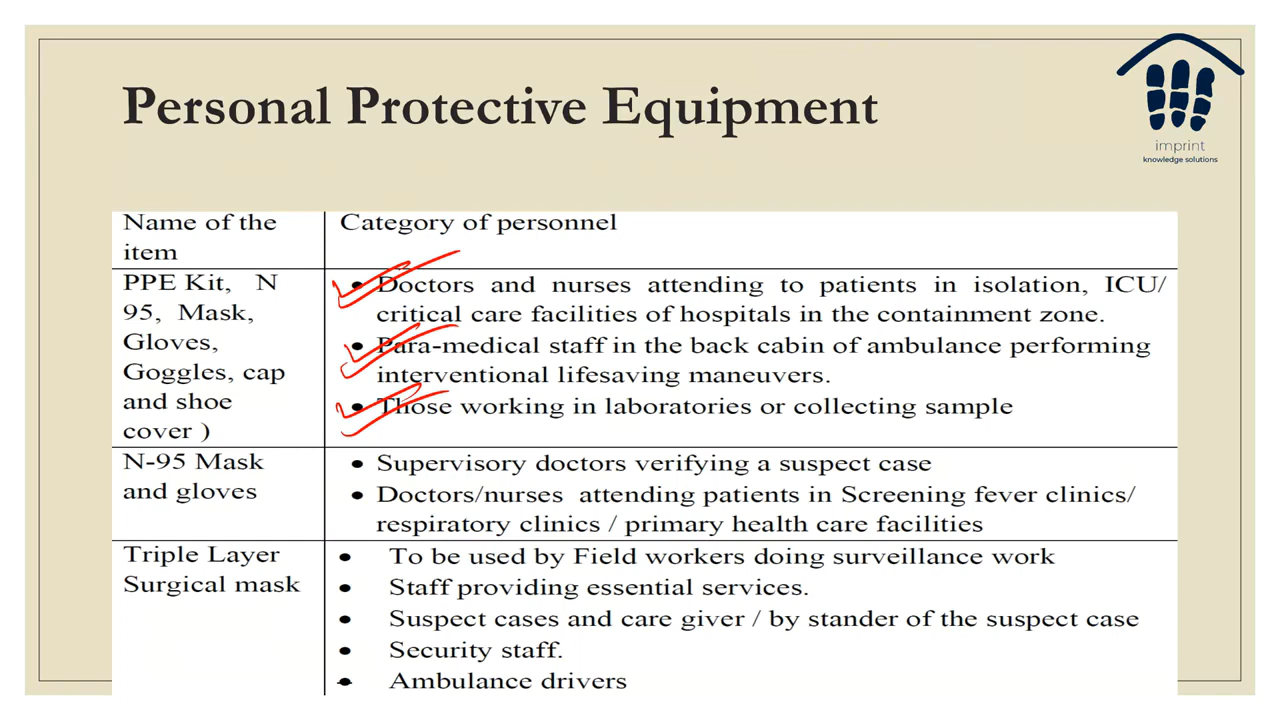 Personal Protective Equipment
imprint
knowledge solutions
Name of the item
Category of personnel
PPE Kit, N 95, Mask, Gloves, Goggles, cap and shoe cover )
• Doctors and nurses attending to patients in isolation, ICU/
critical care facilities of hospitals in the containment zone.
• Para-medical staff in the back cabin of ambulance performing
interventional lifesaving maneuvers.
• Those working in laboratories or collecting sample
N-95 Mask
and gloves
• Supervisory doctors verifying a suspect case
• Doctors/nurses attending patients in Screening fever clinics/
respiratory clinics / primary health care facilities
Triple Layer
Surgical mask
• To be used by Field workers doing surveillance work
• Staff providing essential services.
• Suspect cases and care giver / by stander of the suspect case
• Security staff.
• Ambulance drivers